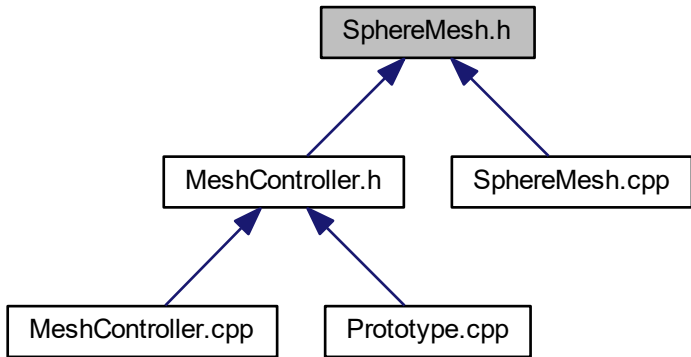 SphereMesh.h
MeshController.h
SphereMesh.cpp
MeshController.cpp
Prototype.cpp